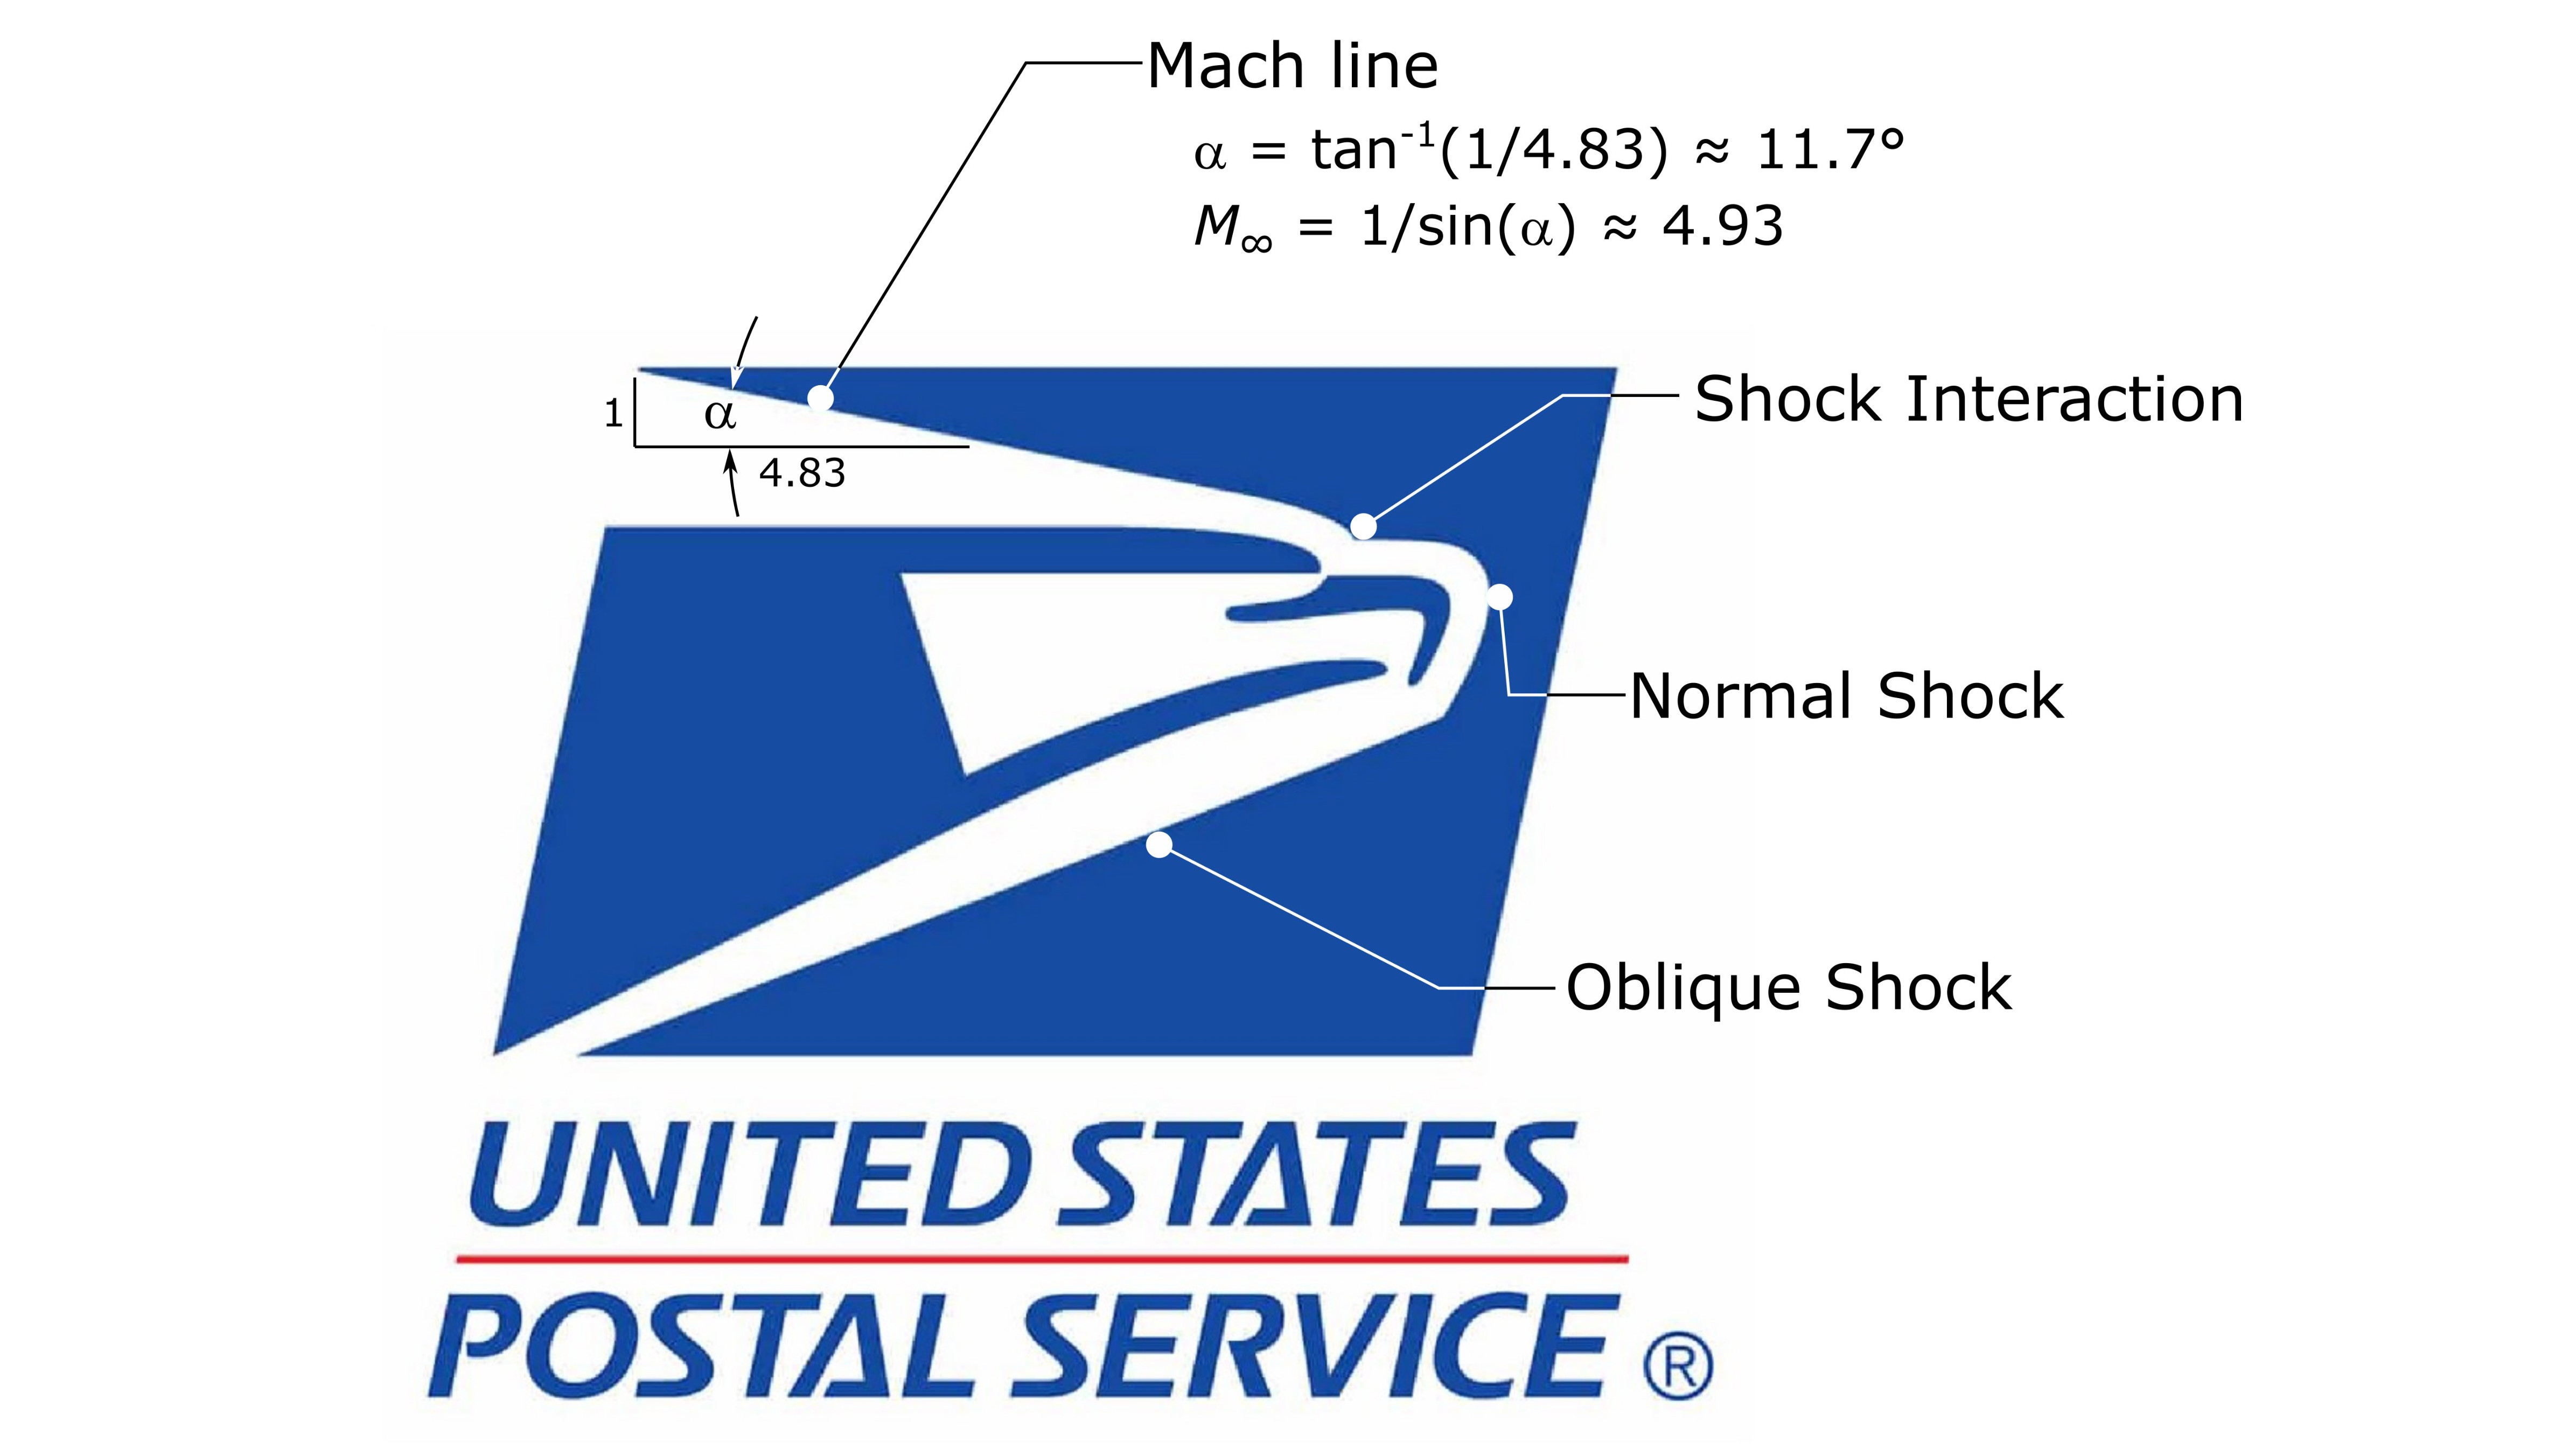 Mach line
α = tan⁻¹(1/4.83) ≈ 11.7°
M∞ = 1/sin(α) ≈ 4.93
1
α
4.83
Shock Interaction
Normal Shock
Oblique Shock
UNITED STATES
POSTAL SERVICE ®